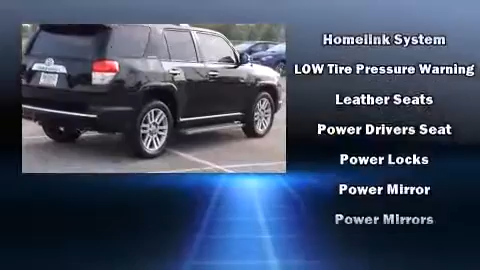 Homelink System
LOW Tire Pressure Warning
Leather Seats
Power Drivers Seat
Power Locks
Power Mirror
Power Mirrors